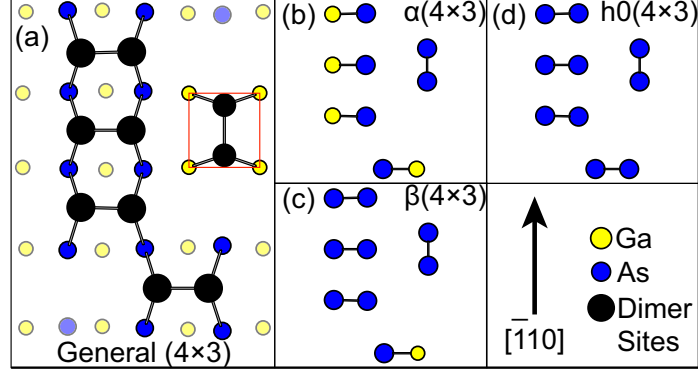 (a)
General (4×3)
(b) α(4×3)
(c) β(4×3)
(d) h0(4×3)
[1̅10]
Ga
As
Dimer
Sites